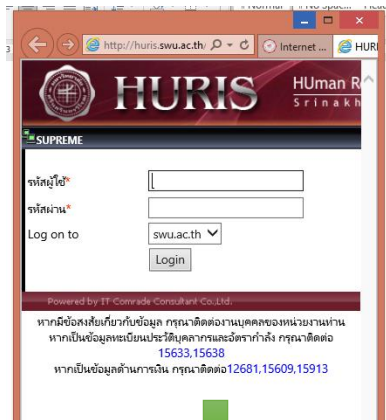 http://huris.swu.ac.th/
Internet ...
HURIS
HUman R
Srinakh
SUPREME
รหัสผู้ใช้*
รหัสผ่าน*
Log on to
swu.ac.th
Login
Powered by IT Comrade Consultant Co.,Ltd.
หากมีข้อสงสัยเกี่ยวกับข้อมูล กรุณาติดต่องานบุคคลของหน่วยงานท่าน
หากเป็นข้อมูลทะเบียนประวัติบุคลากรและอัตรากำลัง กรุณาติดต่อ
15633,15638
หากเป็นข้อมูลด้านการเงิน กรุณาติดต่อ12681,15609,15913